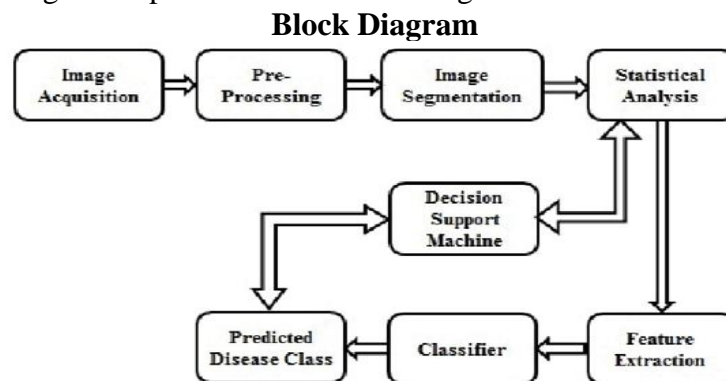 Block Diagram
Image
Acquisition
Pre-
Processing
Image
Segmentation
Statistical
Analysis
Decision
Support
Machine
Predicted
Disease Class
Classifier
Feature
Extraction